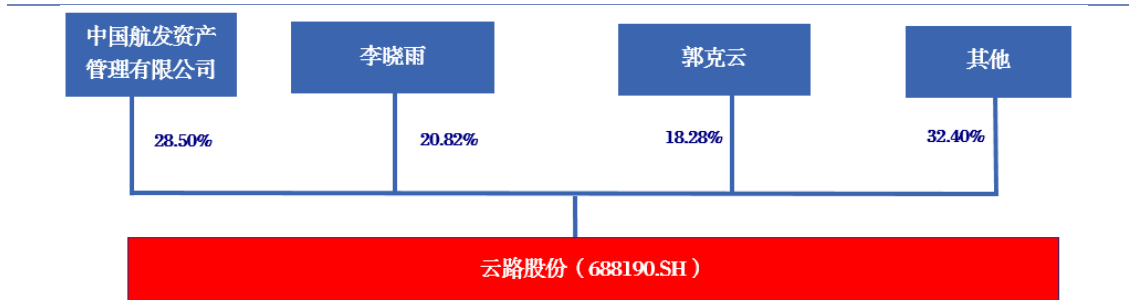 中国航发资产
管理有限公司
李晓雨
郭克云
其他
28.50%
20.82%
18.28%
32.40%
云路股份（688190.SH）